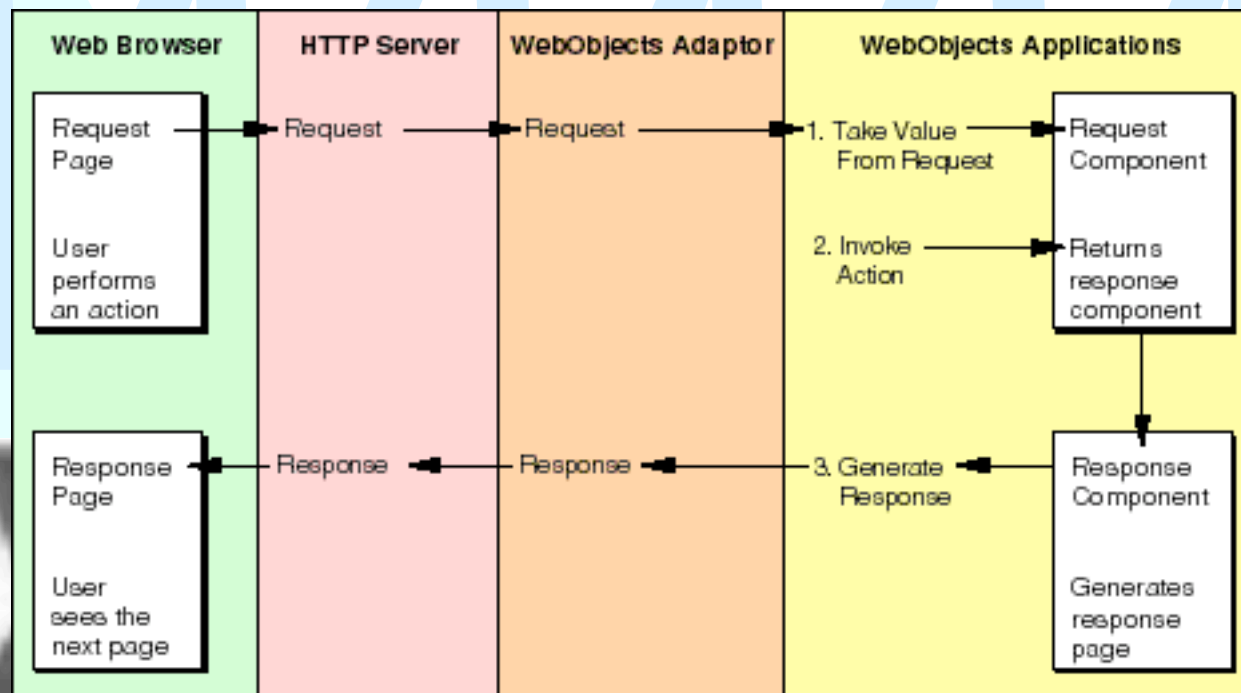 Web Browser
HTTP Server
WebObjects Adaptor
WebObjects Applications
Request
Page
User
performs
an action
Request
Request
1. Take Value
From Request
Request
Component
2. Invoke
Action
Returns
response
component
Response
Page
User
sees the
next page
Response
Response
3. Generate
Response
Response
Component
Generates
response
page